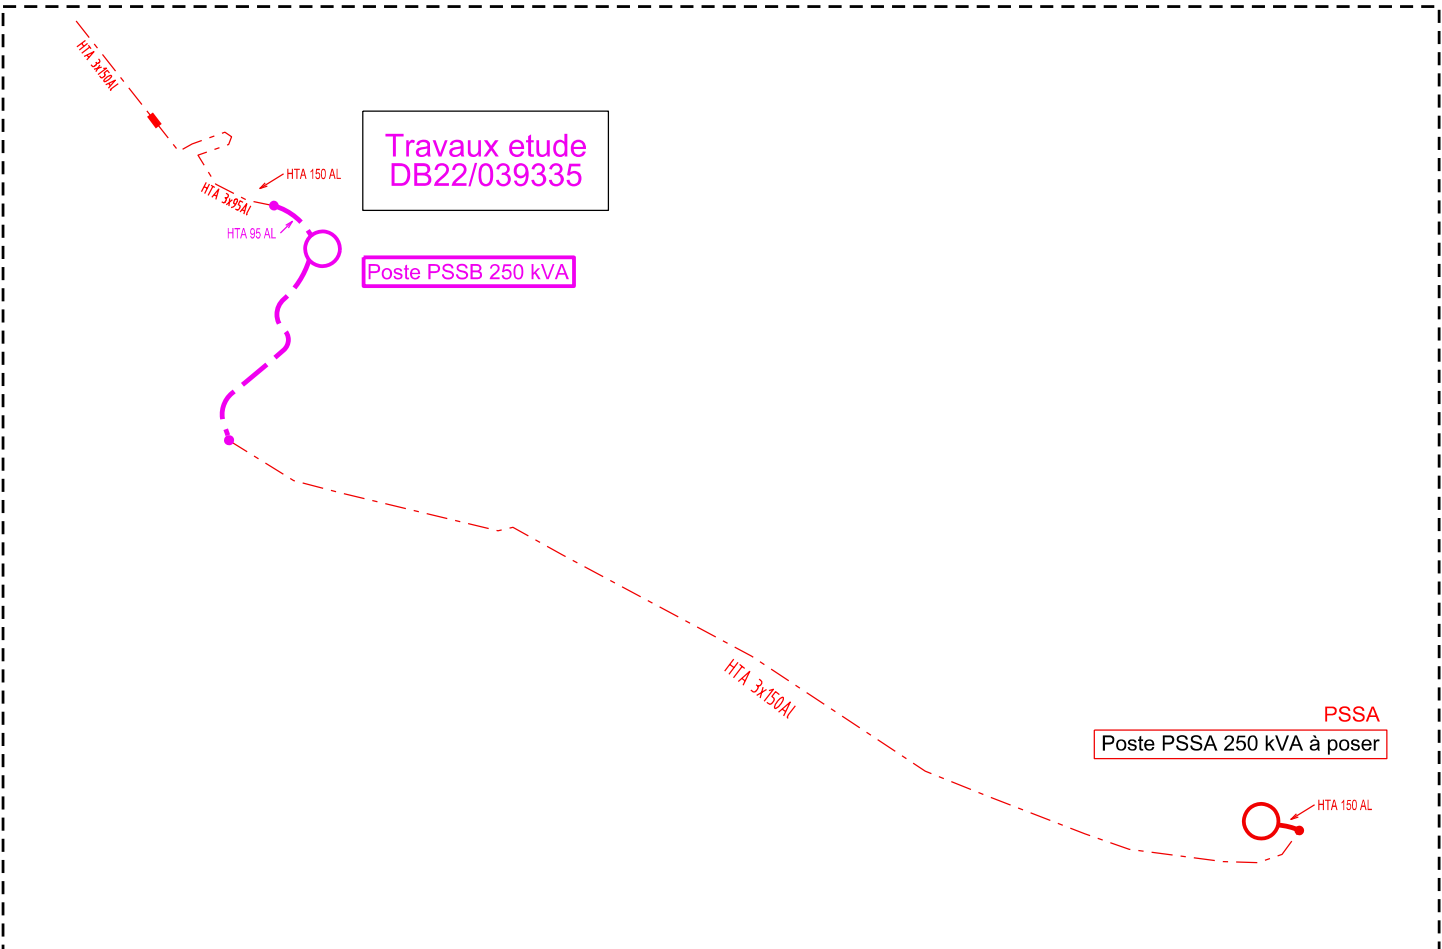 HTA 3x150Al
Travaux etude
DB22/039335
HTA 150 AL
HTA 3x95Al
HTA 95 AL
Poste PSSB 250 kVA
HTA 3x150Al
PSSA
Poste PSSA 250 kVA à poser
HTA 150 AL